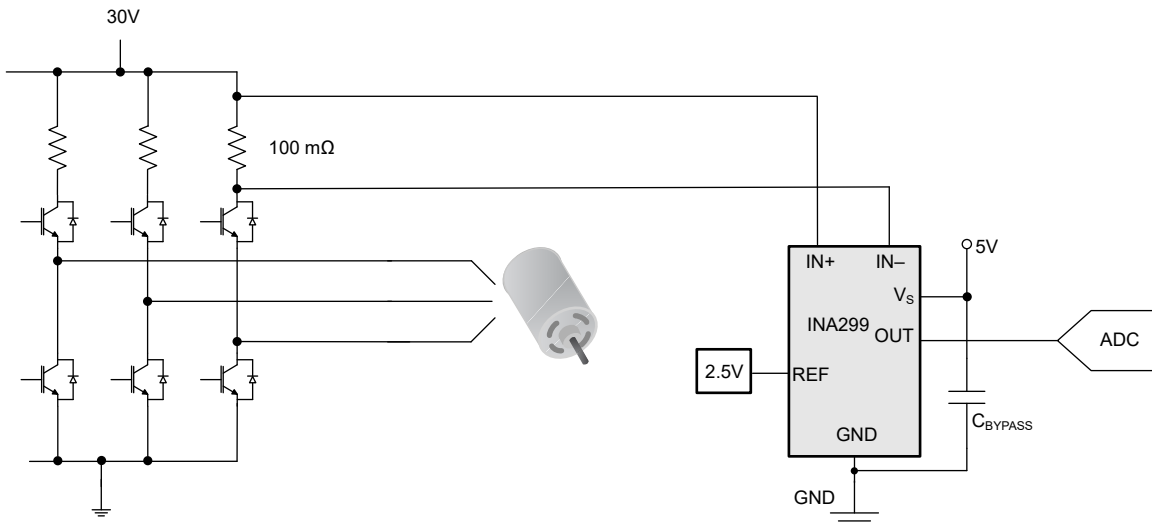 30V
100 mΩ
IN+
IN–
5V
VS
INA299
OUT
ADC
2.5V
REF
CBYPASS
GND
GND